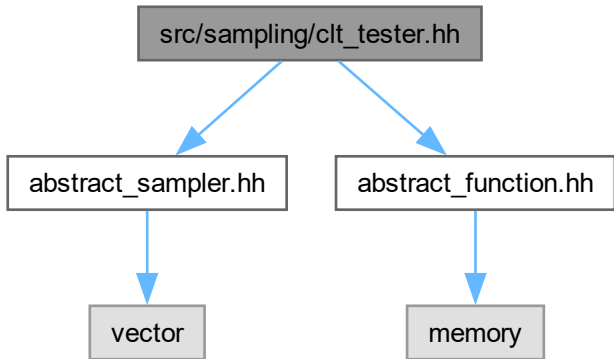 src/sampling/clt_tester.hh
abstract_sampler.hh
abstract_function.hh
vector
memory